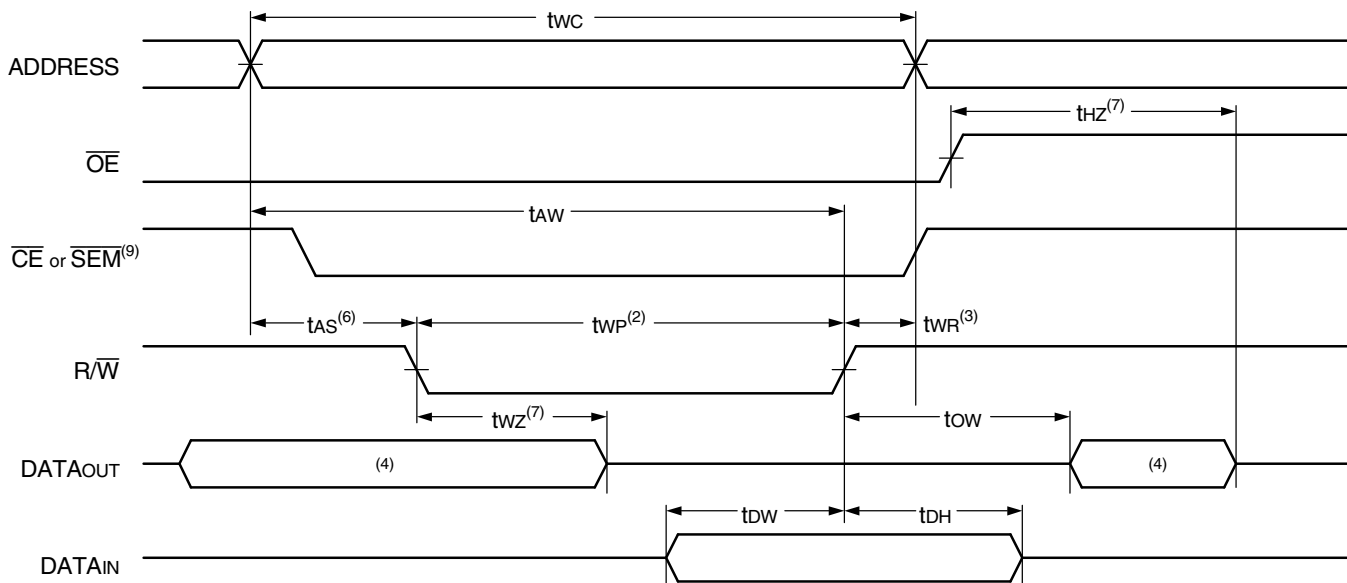 tWC
ADDRESS
tHZ(7)
OE
tAW
CE or SEM(9)
tAS(6)
tWP(2)
tWR(3)
R/W
tWZ(7)
tOW
DATAOUT
(4)
(4)
tDW
tDH
DATAIN